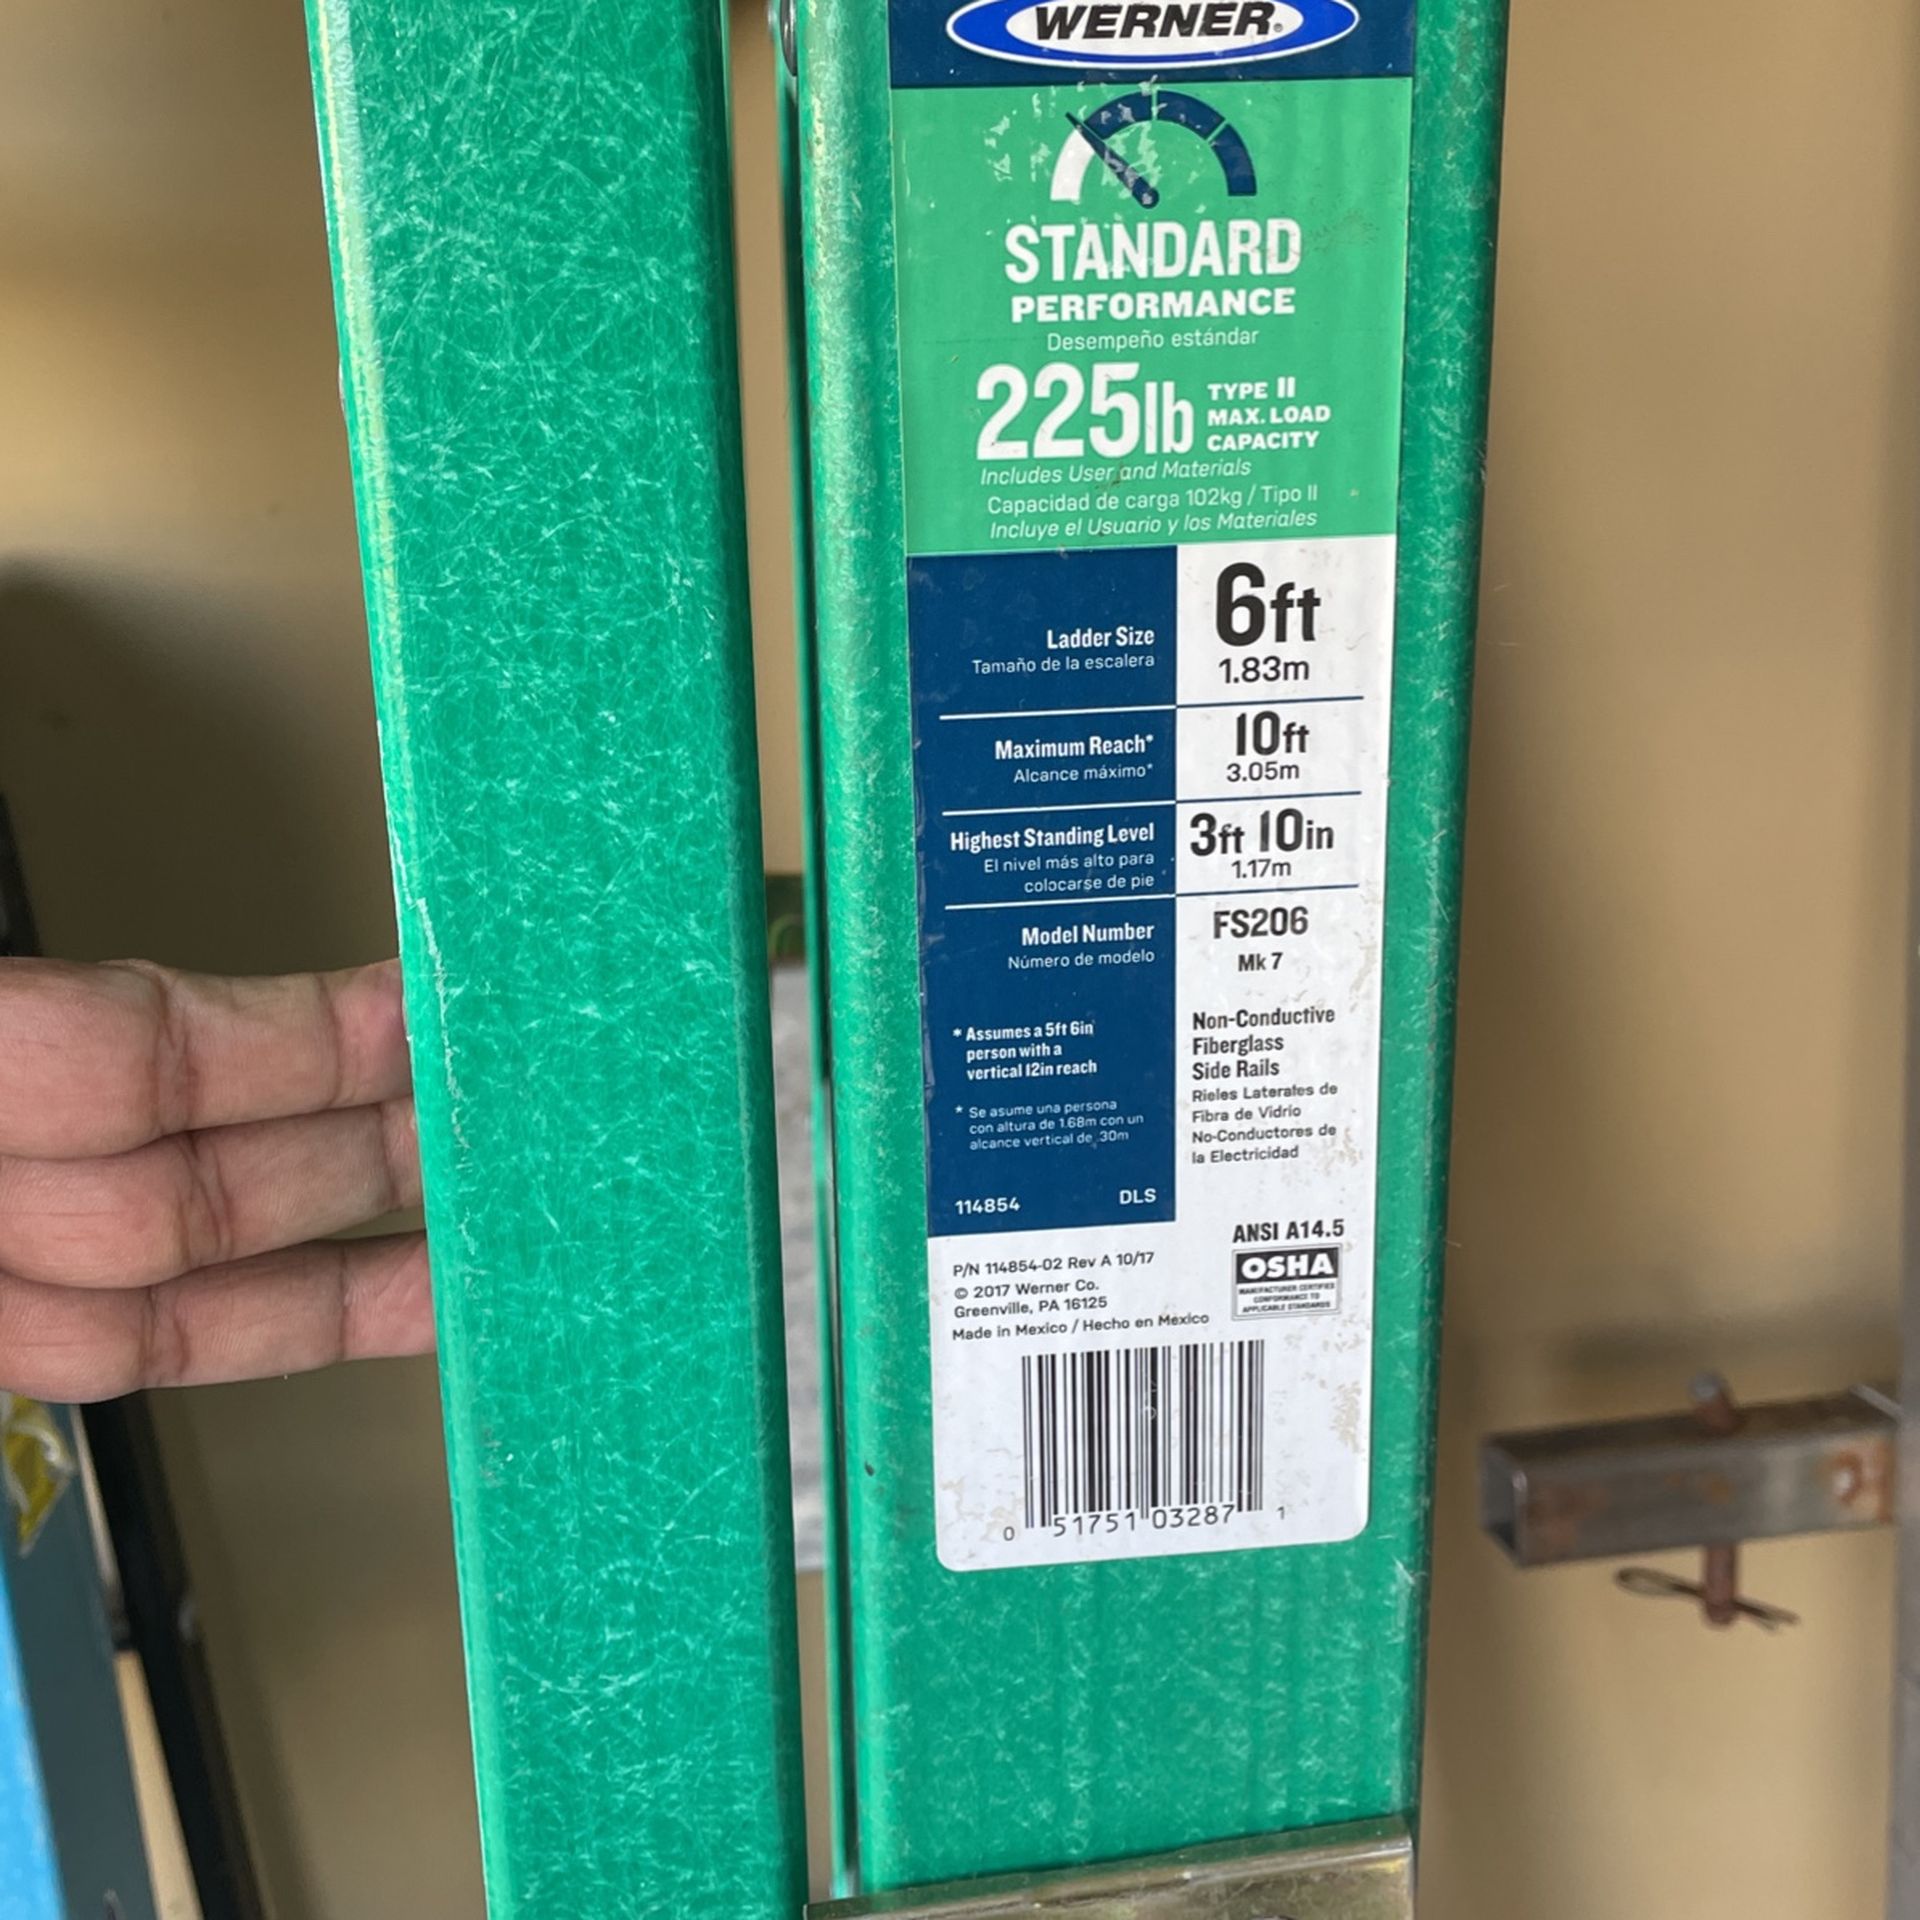 WERNER®
STANDARD
PERFORMANCE
Desempeño estándar
225lb TYPE II MAX. LOAD CAPACITY
Includes User and Materials
Capacidad de carga 102kg / Tipo II
Incluye el Usuario y los Materiales
Ladder Size 6ft
Tamaño de la escalera 1.83m
Maximum Reach* 10ft
Alcance máximo* 3.05m
Highest Standing Level 3ft 10in
El nivel más alto para 1.17m
colocarse de pie
Model Number FS206
Número de modelo Mk 7
* Assumes a 5ft 6in
person with a
vertical 12in reach
* Se asume una persona
con altura de 1.68m con un
alcance vertical de .30m
114854 DLS
Non-Conductive
Fiberglass
Side Rails
Rieles Laterales de
Fibra de Vidrio
No-Conductores de
la Electricidad
P/N 114854-02 Rev A 10/17
© 2017 Werner Co.
Greenville, PA 16125
Made in Mexico / Hecho en Mexico
ANSI A14.5
OSHA
MANUFACTURER CERTIFIES
CONFORMANCE TO
APPLICABLE STANDARDS
0 51751 03287 1